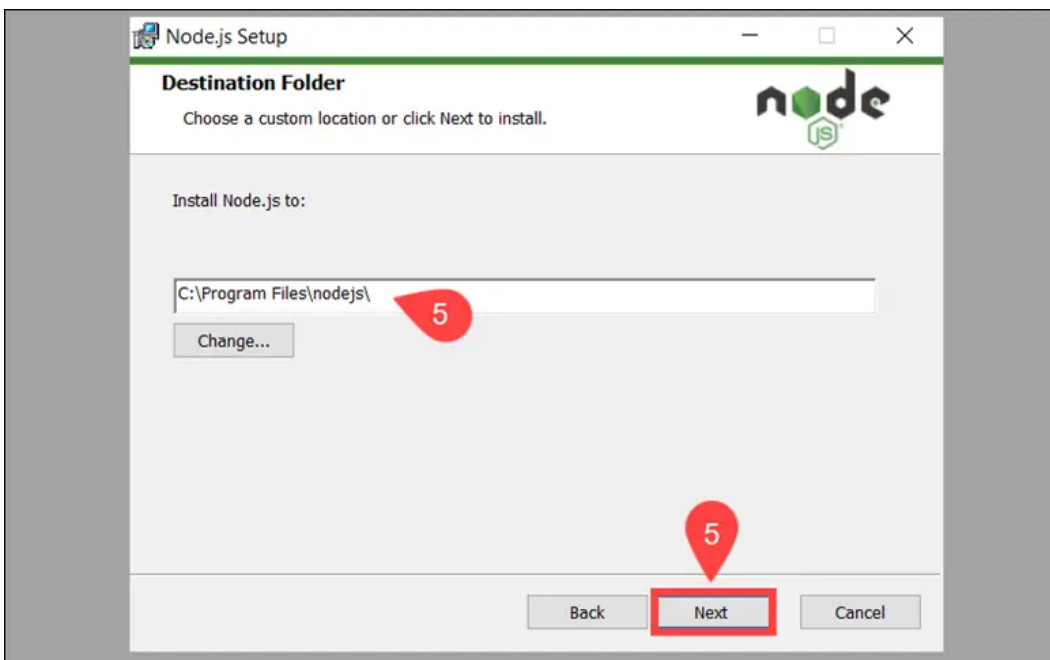 Node.js Setup
Destination Folder
Choose a custom location or click Next to install.
node
JS
Install Node.js to:
C:\Program Files\nodejs\
5
Change...
5
Back Next Cancel